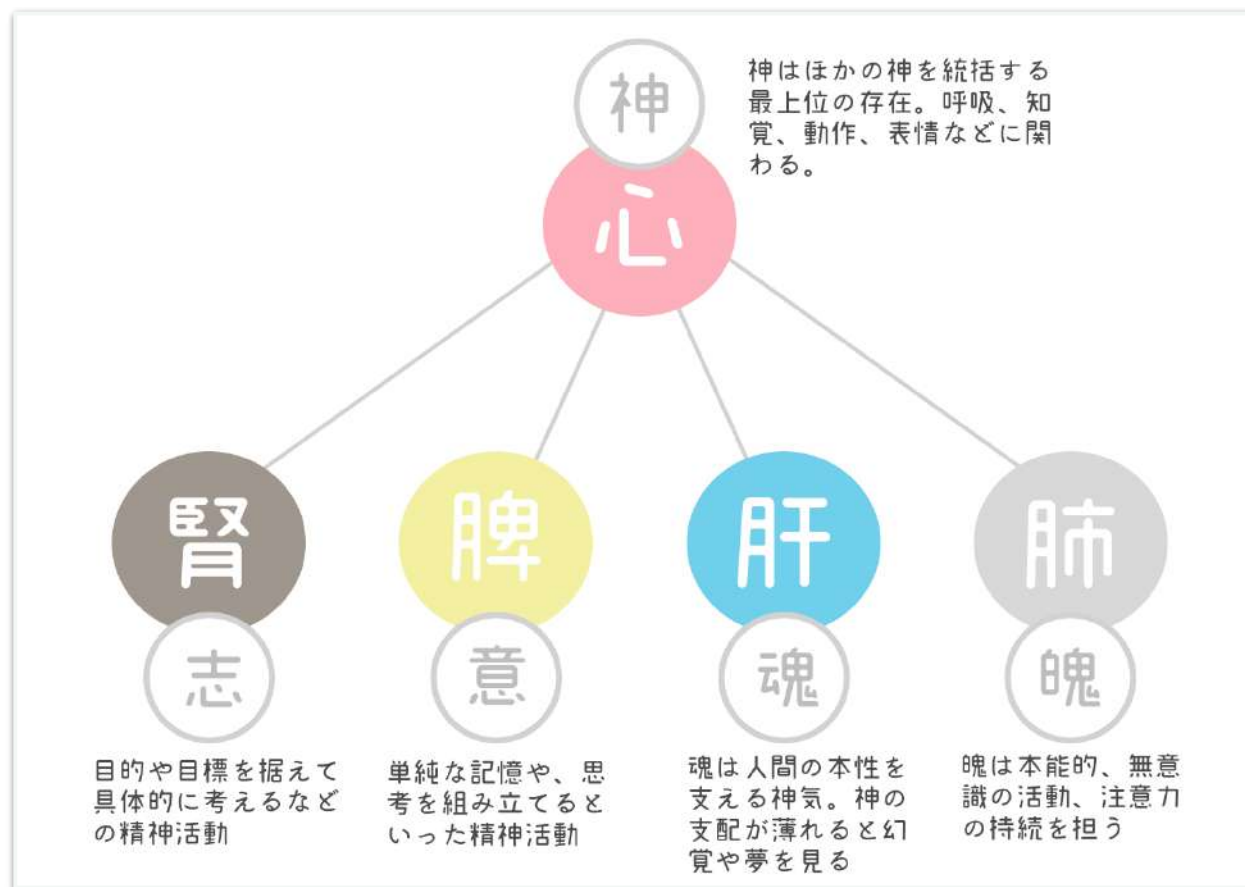 神
神はほかの神を統括する
最上位の存在。呼吸、知
覚、動作、表情などに関
わる。
心
腎
脾
肝
肺
志
意
魂
魄
目的や目標を据えて
具体的に考えるなど
の精神活動
単純な記憶や、思
考を組み立てると
いった精神活動
魂は人間の本性を
支える神気。神の
支配が薄れると幻
覚や夢を見る
魄は本能的、無意
識の活動、注意力
の持続を担う